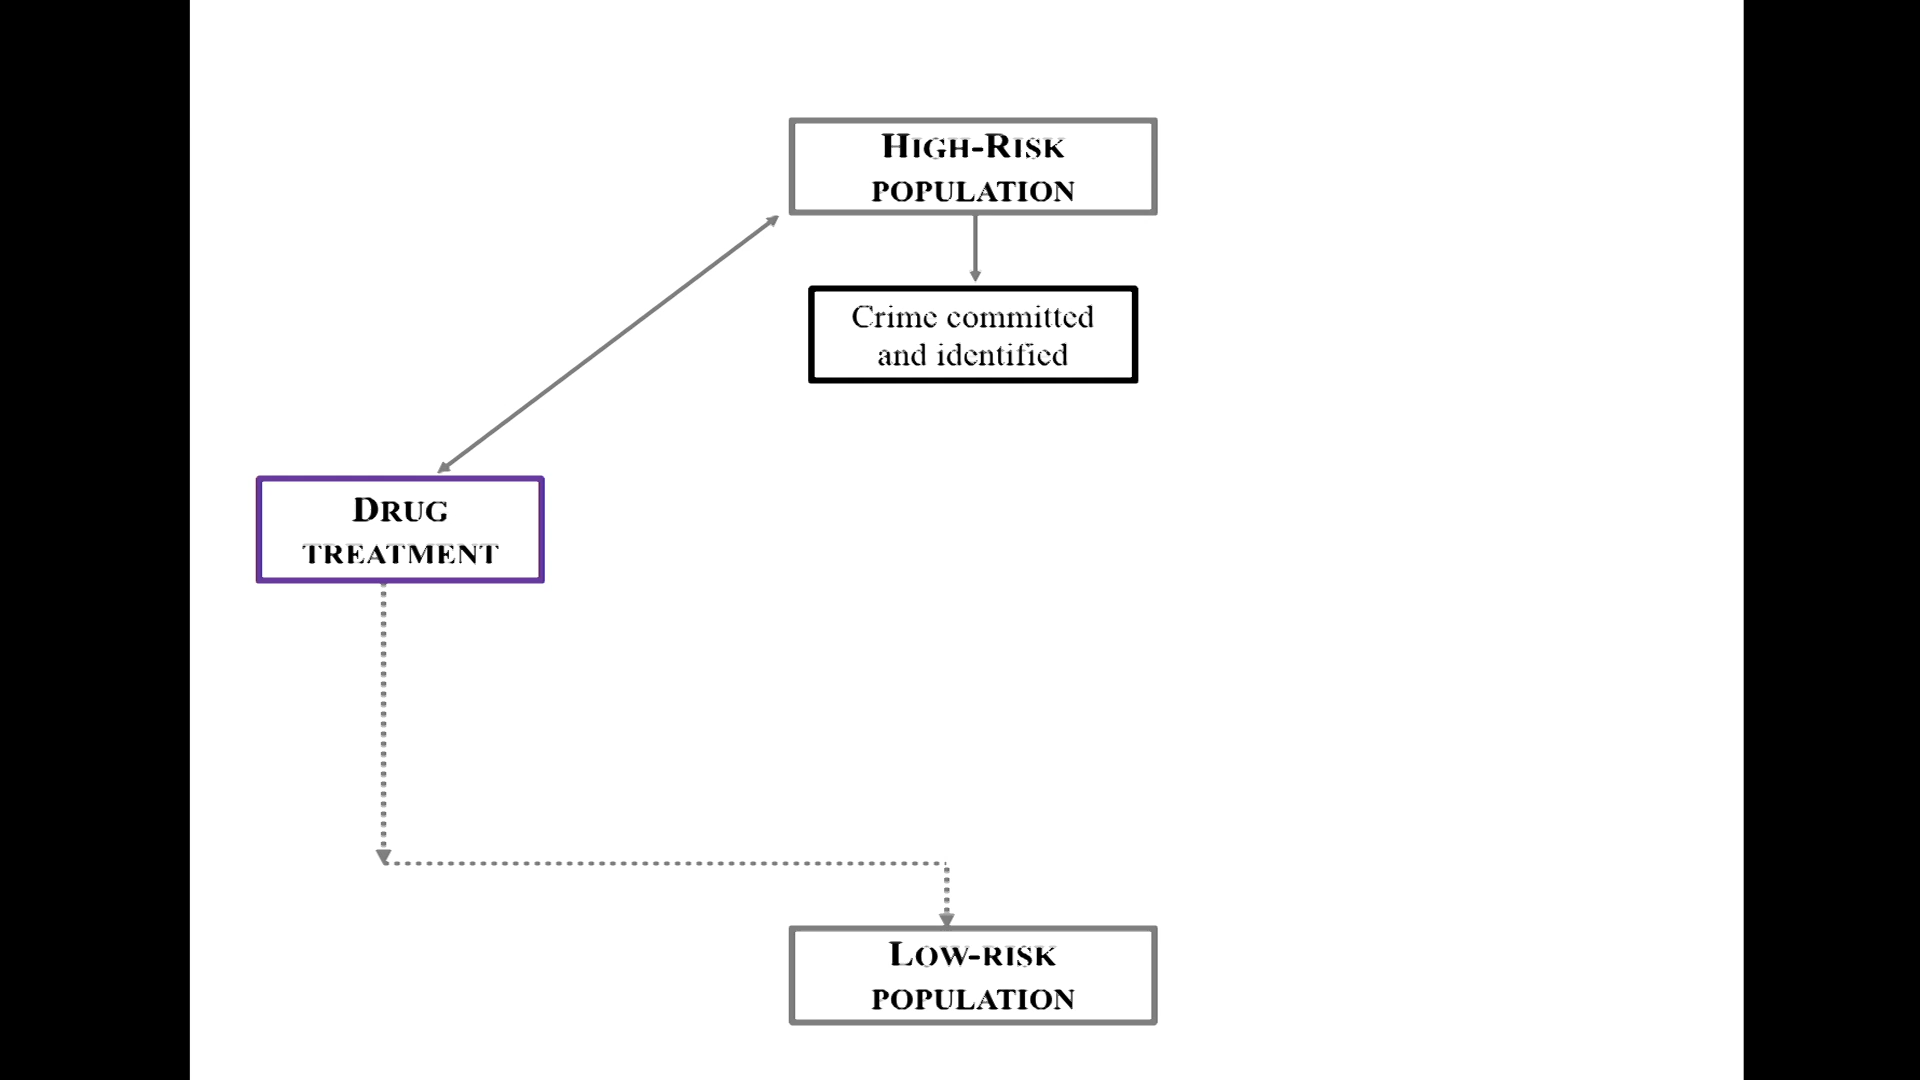 High-Risk
population
Crime committed
and identified
Drug
treatment
Low-risk
population